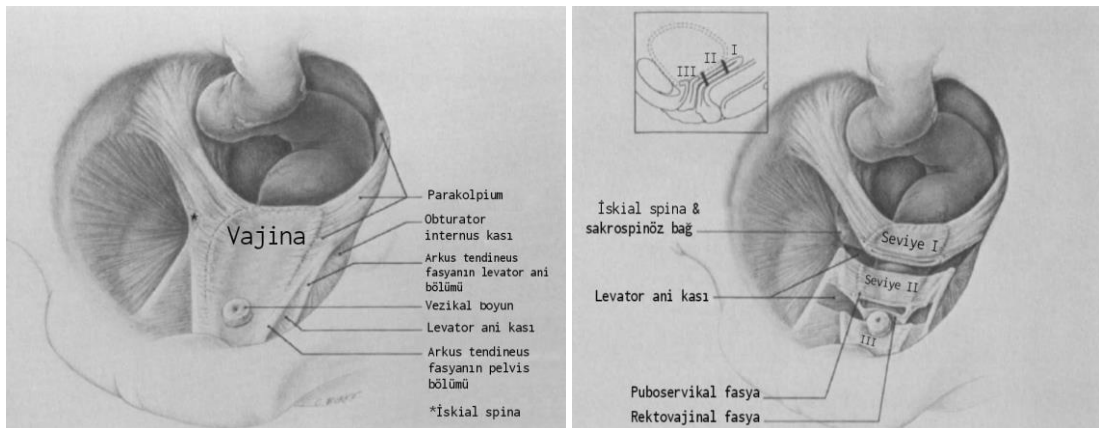 Vajina
Parakolpium
Obturator
internus kası
Arkus tendineus
fasyanın levator ani
bölümü
Vezikal boyun
Levator ani kası
Arkus tendineus
fasyanın pelvis
bölümü
*İskial spina
I
II
III
İskial spina &
sakrospinöz bağ
Seviye I
Seviye II
Levator ani kası
III
Puboservikal fasya
Rektovajinal fasya